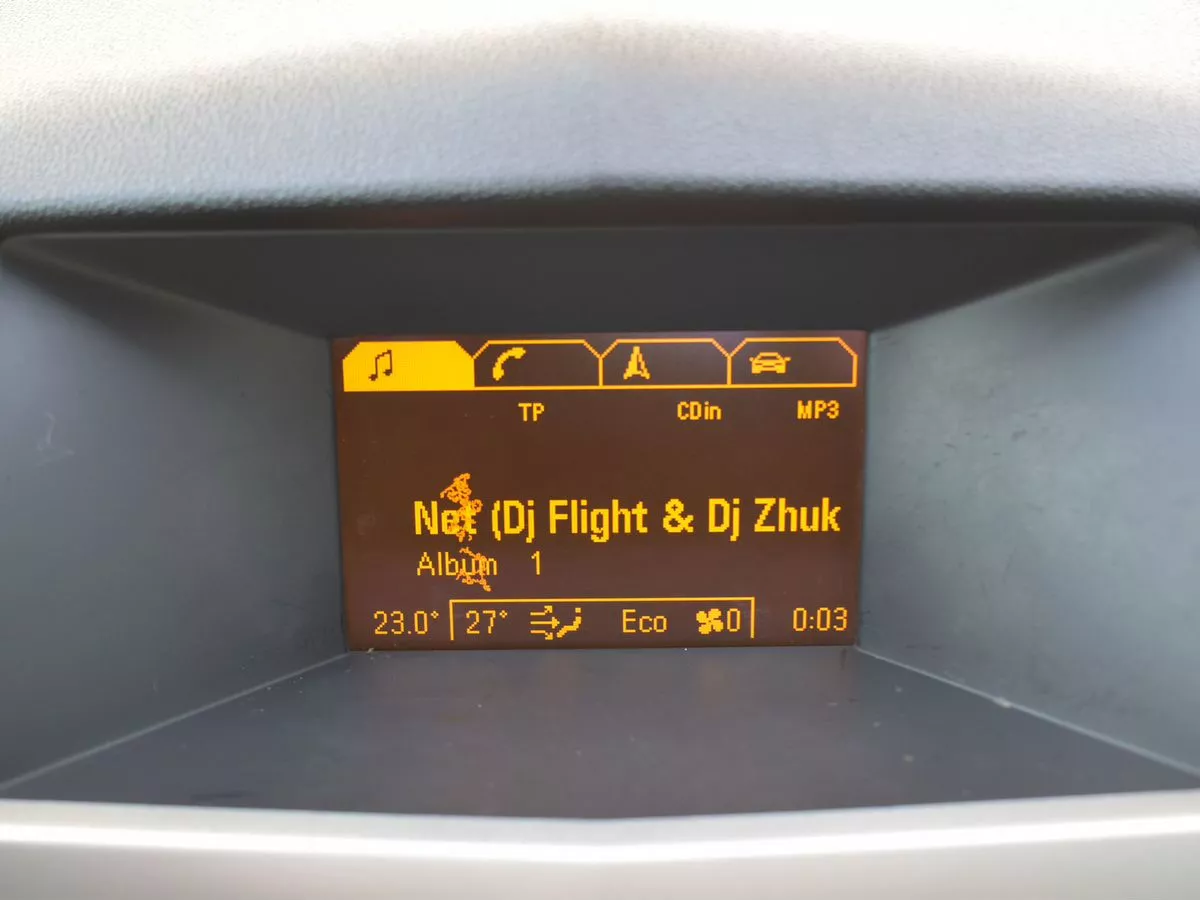 TP CDin MP3
Net (Dj Flight & Dj Zhuk
Album 1
23.0° 27° Eco 0 0:03